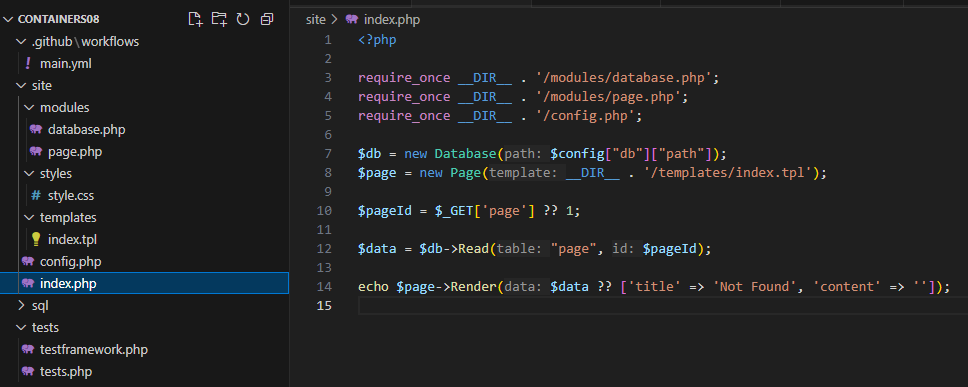 CONTAINERS08
.github\workflows
main.yml
site
modules
database.php
page.php
styles
style.css
templates
index.tpl
config.php
index.php
sql
tests
testframework.php
tests.php
site > index.php
1 <?php
2
3 require_once __DIR__ . '/modules/database.php';
4 require_once __DIR__ . '/modules/page.php';
5 require_once __DIR__ . '/config.php';
6
7 $db = new Database(path: $config["db"]["path"]);
8 $page = new Page(template: __DIR__ . '/templates/index.tpl');
9
10 $pageId = $_GET['page'] ?? 1;
11
12 $data = $db->Read(table: "page", id: $pageId);
13
14 echo $page->Render(data: $data ?? ['title' => 'Not Found', 'content' => '']);
15